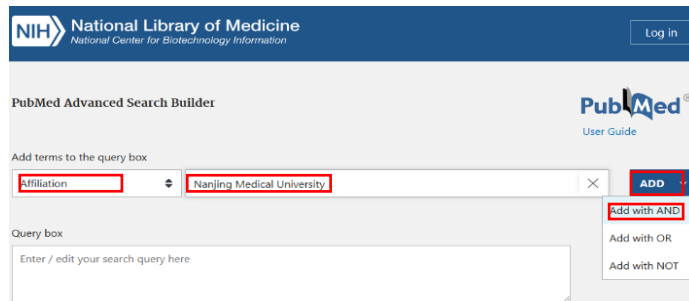 NIH National Library of Medicine
National Center for Biotechnology Information
Log in
PubMed Advanced Search Builder
PubMed®
User Guide
Add terms to the query box
Affiliation Nanjing Medical University ADD
Add with AND
Query box
Add with OR
Enter / edit your search query here
Add with NOT